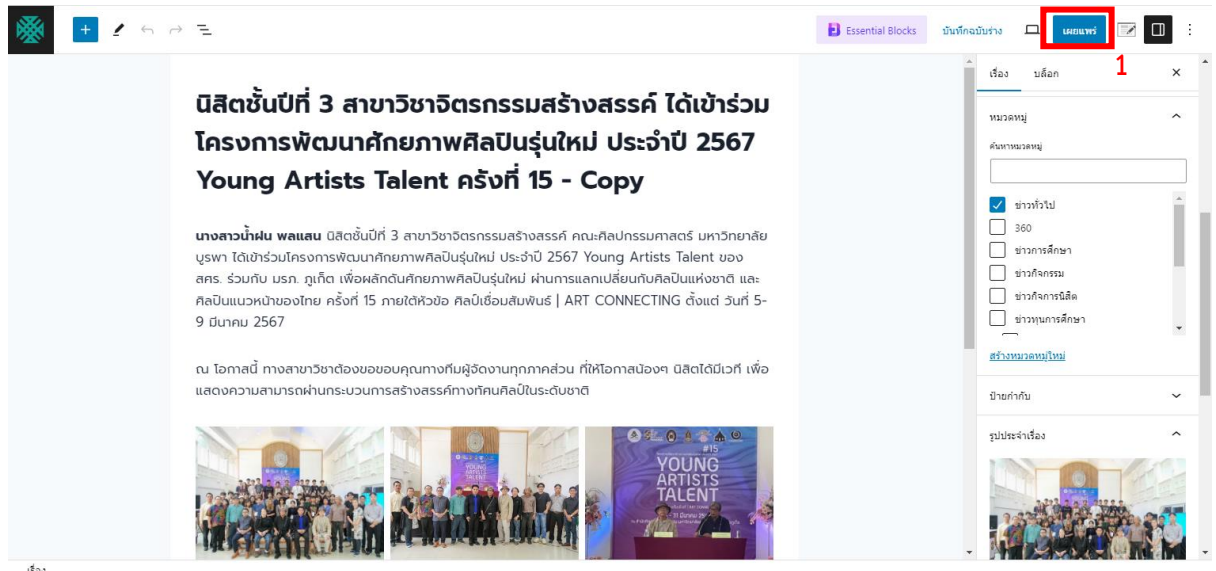 Essential Blocks
บันทึกฉบับร่าง
เผยแพร่
1
นิสิตชั้นปีที่ 3 สาขาวิชาจิตรกรรมสร้างสรรค์ ได้เข้าร่วม
โครงการพัฒนาศักยภาพศิลปินรุ่นใหม่ ประจำปี 2567
Young Artists Talent ครั้งที่ 15 - Copy
นางสาวน้ำฝน พลแสน นิสิตชั้นปีที่ 3 สาขาวิชาจิตรกรรมสร้างสรรค์ คณะศิลปกรรมศาสตร์ มหาวิทยาลัย
บูรพา ได้เข้าร่วมโครงการพัฒนาศักยภาพศิลปินรุ่นใหม่ ประจำปี 2567 Young Artists Talent ของ
สศร. ร่วมกับ มรภ. ภูเก็ต เพื่อผลักดันศักยภาพศิลปินรุ่นใหม่ ผ่านการแลกเปลี่ยนกับศิลปินแห่งชาติ และ
ศิลปินแนวหน้าของไทย ครั้งที่ 15 ภายใต้หัวข้อ ศิลป์เชื่อมสัมพันธ์ | ART CONNECTING ตั้งแต่ วันที่ 5-
9 มีนาคม 2567
ณ โอกาสนี้ ทางสาขาวิชาต้องขอขอบคุณทางทีมผู้จัดงานทุกภาคส่วน ที่ให้โอกาสน้องๆ นิสิตได้มีเวที เพื่อ
แสดงความสามารถผ่านกระบวนการสร้างสรรค์ทางทัศนศิลป์ในระดับชาติ
#15
YOUNG
ARTISTS
TALENT
เรื่อง
บล็อก
หมวดหมู่
ค้นหาหมวดหมู่
ข่าวทั่วไป
360
ข่าวการศึกษา
ข่าวกิจกรรม
ข่าวกิจการนิสิต
ข่าวทุนการศึกษา
สร้างหมวดหมู่ใหม่
ป้ายกำกับ
รูปประจำเรื่อง
เรื่อง